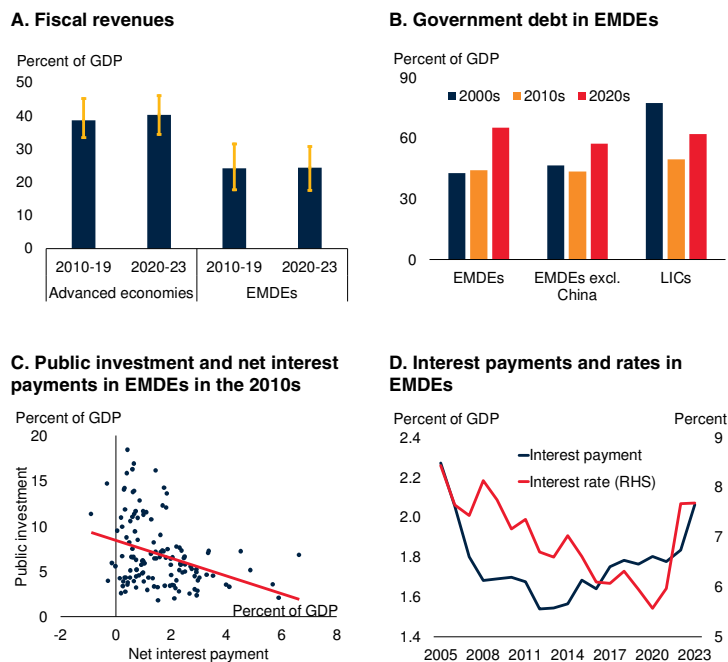 A. Fiscal revenues
Percent of GDP
50
40
30
20
10
0
2010-19 2020-23 2010-19 2020-23
Advanced economies EMDEs
B. Government debt in EMDEs
Percent of GDP
90
60
30
0
2000s 2010s 2020s
EMDEs EMDEs excl. LICs
China
C. Public investment and net interest
payments in EMDEs in the 2010s
Percent of GDP
20
15
10
5
0
Public investment
Percent of GDP
-2 0 2 4 6 8
Net interest payment
D. Interest payments and rates in
EMDEs
Percent of GDP Percent
2.4 9
2.2 8
2.0 7
1.8
1.6 6
1.4 5
Interest payment
Interest rate (RHS)
2005 2008 2011 2014 2017 2020 2023